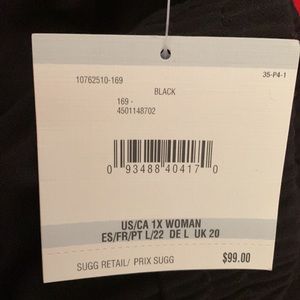 10762510-169
35-P4-1
BLACK
169 -
4501148702
0 93488 40417 0
US/CA 1X WOMAN
ES/FR/PT L/22 DE L UK 20
SUGG RETAIL/ PRIX SUGG $99.00